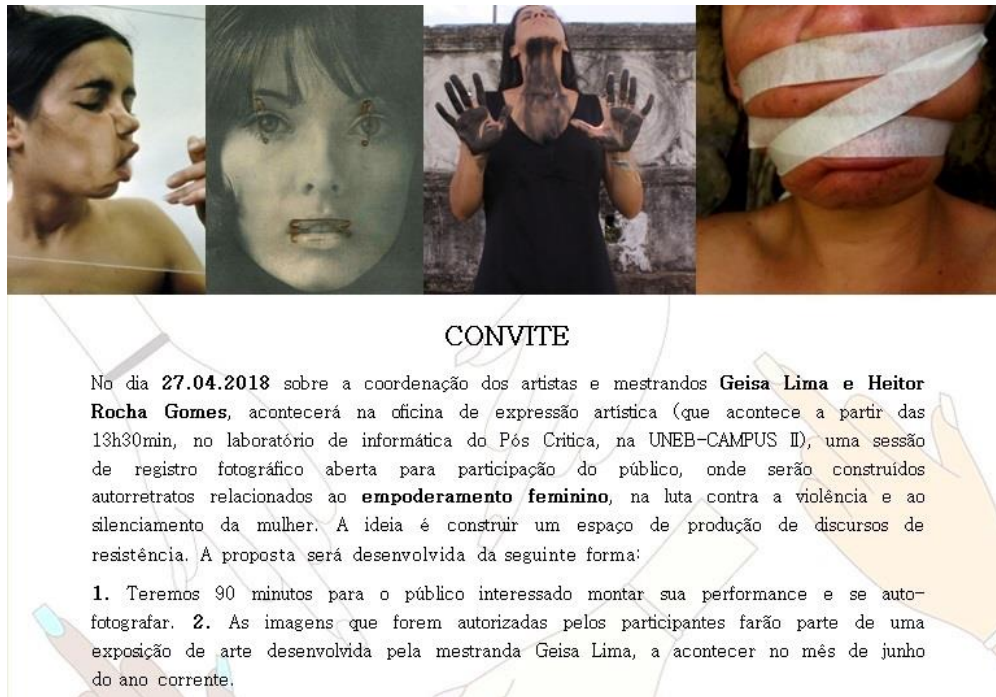 CONVITE
No dia 27.04.2018 sobre a coordenação dos artistas e mestrandos Geisa Lima e Heitor
Rocha Gomes, acontecerá na oficina de expressão artística (que acontece a partir das
13h30min, no laboratório de informática do Pós Critica, na UNEB-CAMPUS II), uma sessão
de registro fotográfico aberta para participação do público, onde serão construídos
autorretratos relacionados ao empoderamento feminino, na luta contra a violência e ao
silenciamento da mulher. A ideia é construir um espaço de produção de discursos de
resistência. A proposta será desenvolvida da seguinte forma:
1. Teremos 90 minutos para o público interessado montar sua performance e se auto-
fotografar. 2. As imagens que forem autorizadas pelos participantes farão parte de uma
exposição de arte desenvolvida pela mestranda Geisa Lima, a acontecer no mês de junho
do ano corrente.